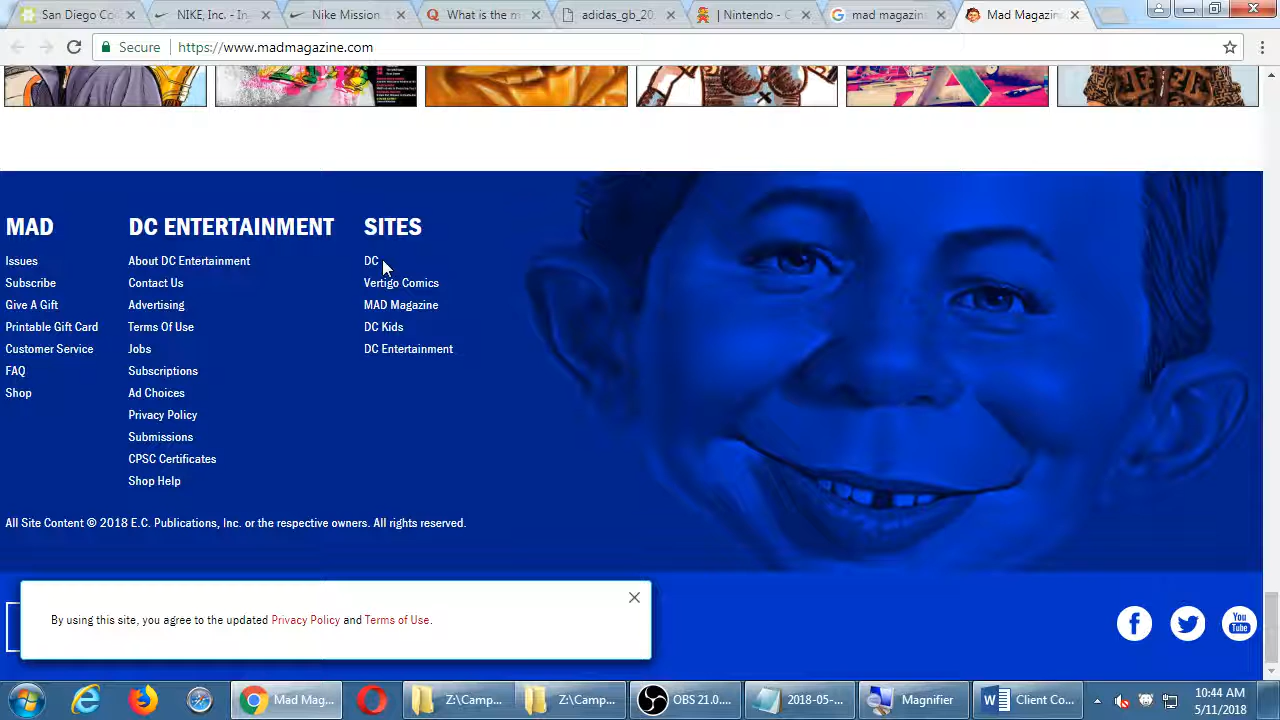 San Diego Co
NIKE, Inc. - In
Nike Mission
What is the m
adidas_gb_20
| Nintendo - C
mad magazin
Mad Magazin
Secure
https://www.madmagazine.com
MAD
Issues
Subscribe
Give A Gift
Printable Gift Card
Customer Service
FAQ
Shop
DC ENTERTAINMENT
About DC Entertainment
Contact Us
Advertising
Terms Of Use
Jobs
Subscriptions
Ad Choices
Privacy Policy
Submissions
CPSC Certificates
Shop Help
SITES
DC
Vertigo Comics
MAD Magazine
DC Kids
DC Entertainment
All Site Content © 2018 E.C. Publications, Inc. or the respective owners. All rights reserved.
By using this site, you agree to the updated Privacy Policy and Terms of Use.
You
Tube
Mad Mag...
Z:\Camp...
Z:\Camp...
OBS 21.0....
2018-05-...
Magnifier
Client Co...
10:44 AM
5/11/2018